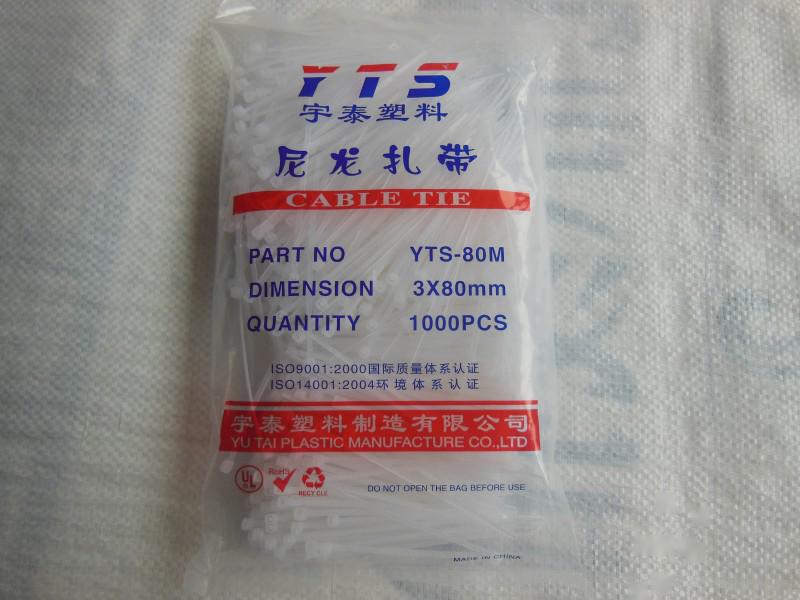 YTS
宇泰塑料
尼龙扎带
CABLE TIE
PART NO YTS-80M
DIMENSION 3X80mm
QUANTITY 1000PCS
ISO9001:2000国际质量体系认证
ISO14001:2004环境体系认证
宇泰塑料制造有限公司
YU TAI PLASTIC MANUFACTURE CO.,LTD
UL RoHS RECYCLE
DO NOT OPEN THE BAG BEFORE USE
MADE IN CHINA